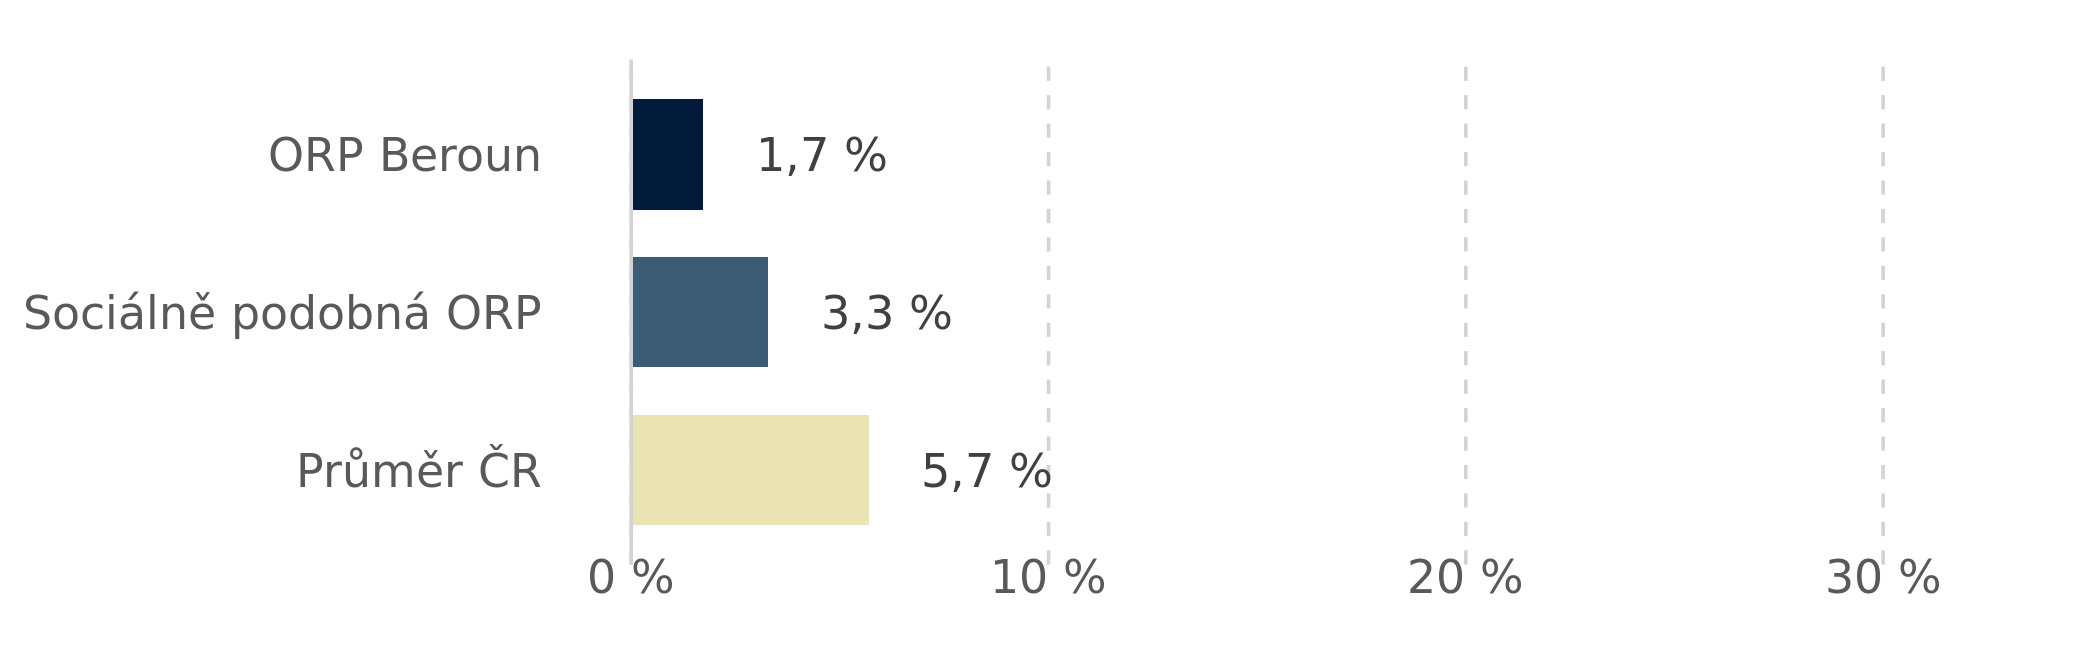 ORP Beroun 1,7 %
Sociálně podobná ORP 3,3 %
Průměr ČR 5,7 %
0 % 10 % 20 % 30 %